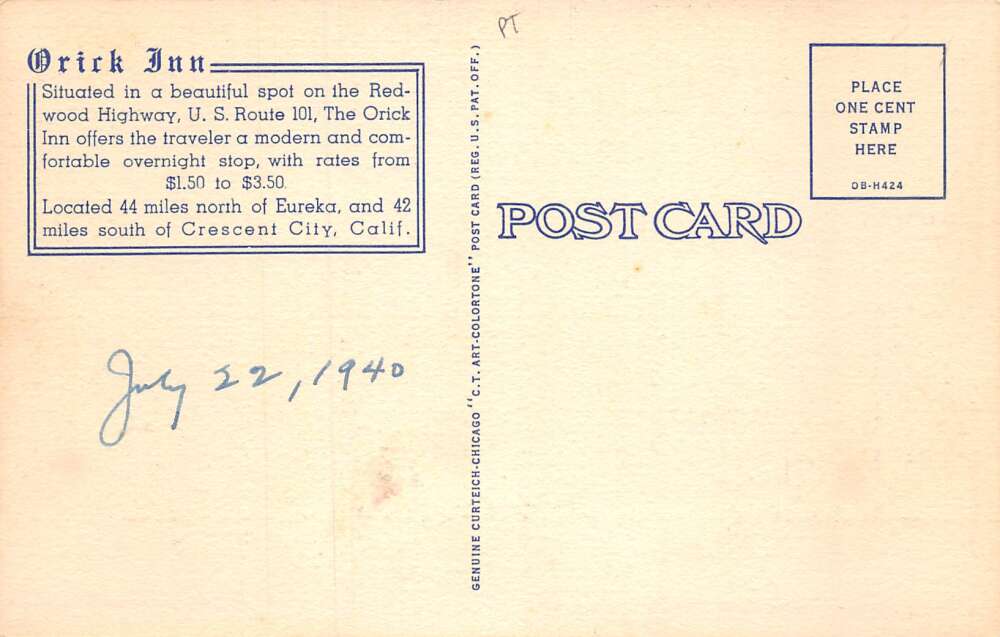 PT
Orick Inn
Situated in a beautiful spot on the Red-
wood Highway, U. S. Route 101, The Orick
Inn offers the traveler a modern and com-
fortable overnight stop, with rates from
$1.50 to $3.50.
Located 44 miles north of Eureka, and 42
miles south of Crescent City, Calif.
July 22, 1940
GENUINE CURTEICH-CHICAGO "C.T. ART-COLORTONE" POST CARD (REG. U.S. PAT. OFF.)
POST CARD
PLACE
ONE CENT
STAMP
HERE
OB-H424